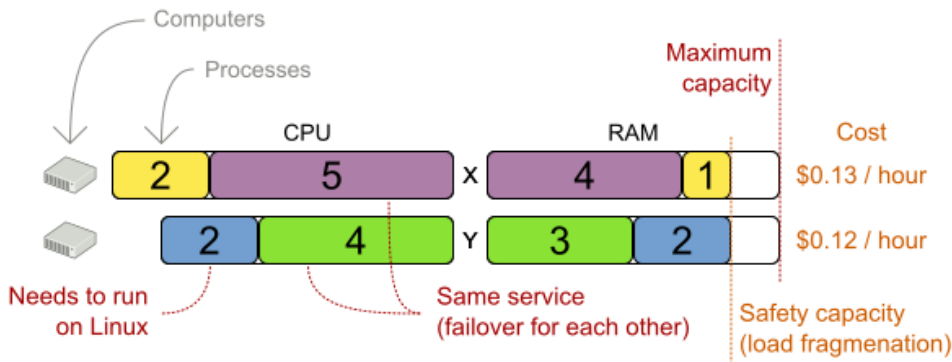 Computers
Processes
Maximum
capacity
CPU
RAM
Cost
2
5
X
4
1
$0.13 / hour
2
4
Y
3
2
$0.12 / hour
Needs to run
on Linux
Same service
(failover for each other)
Safety capacity
(load fragmenation)